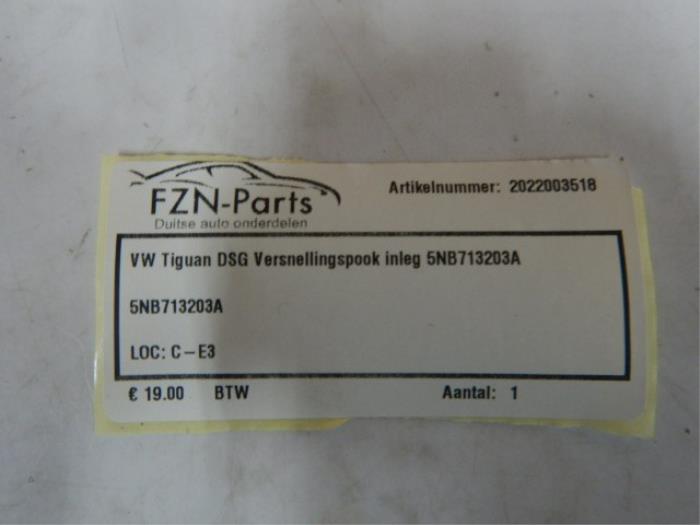 FZN-Parts
Duitse auto onderdelen
Artikelnummer: 2022003518
VW Tiguan DSG Versnellingspook inleg 5NB713203A
5NB713203A
LOC: C – E3
€ 19.00 BTW Aantal: 1